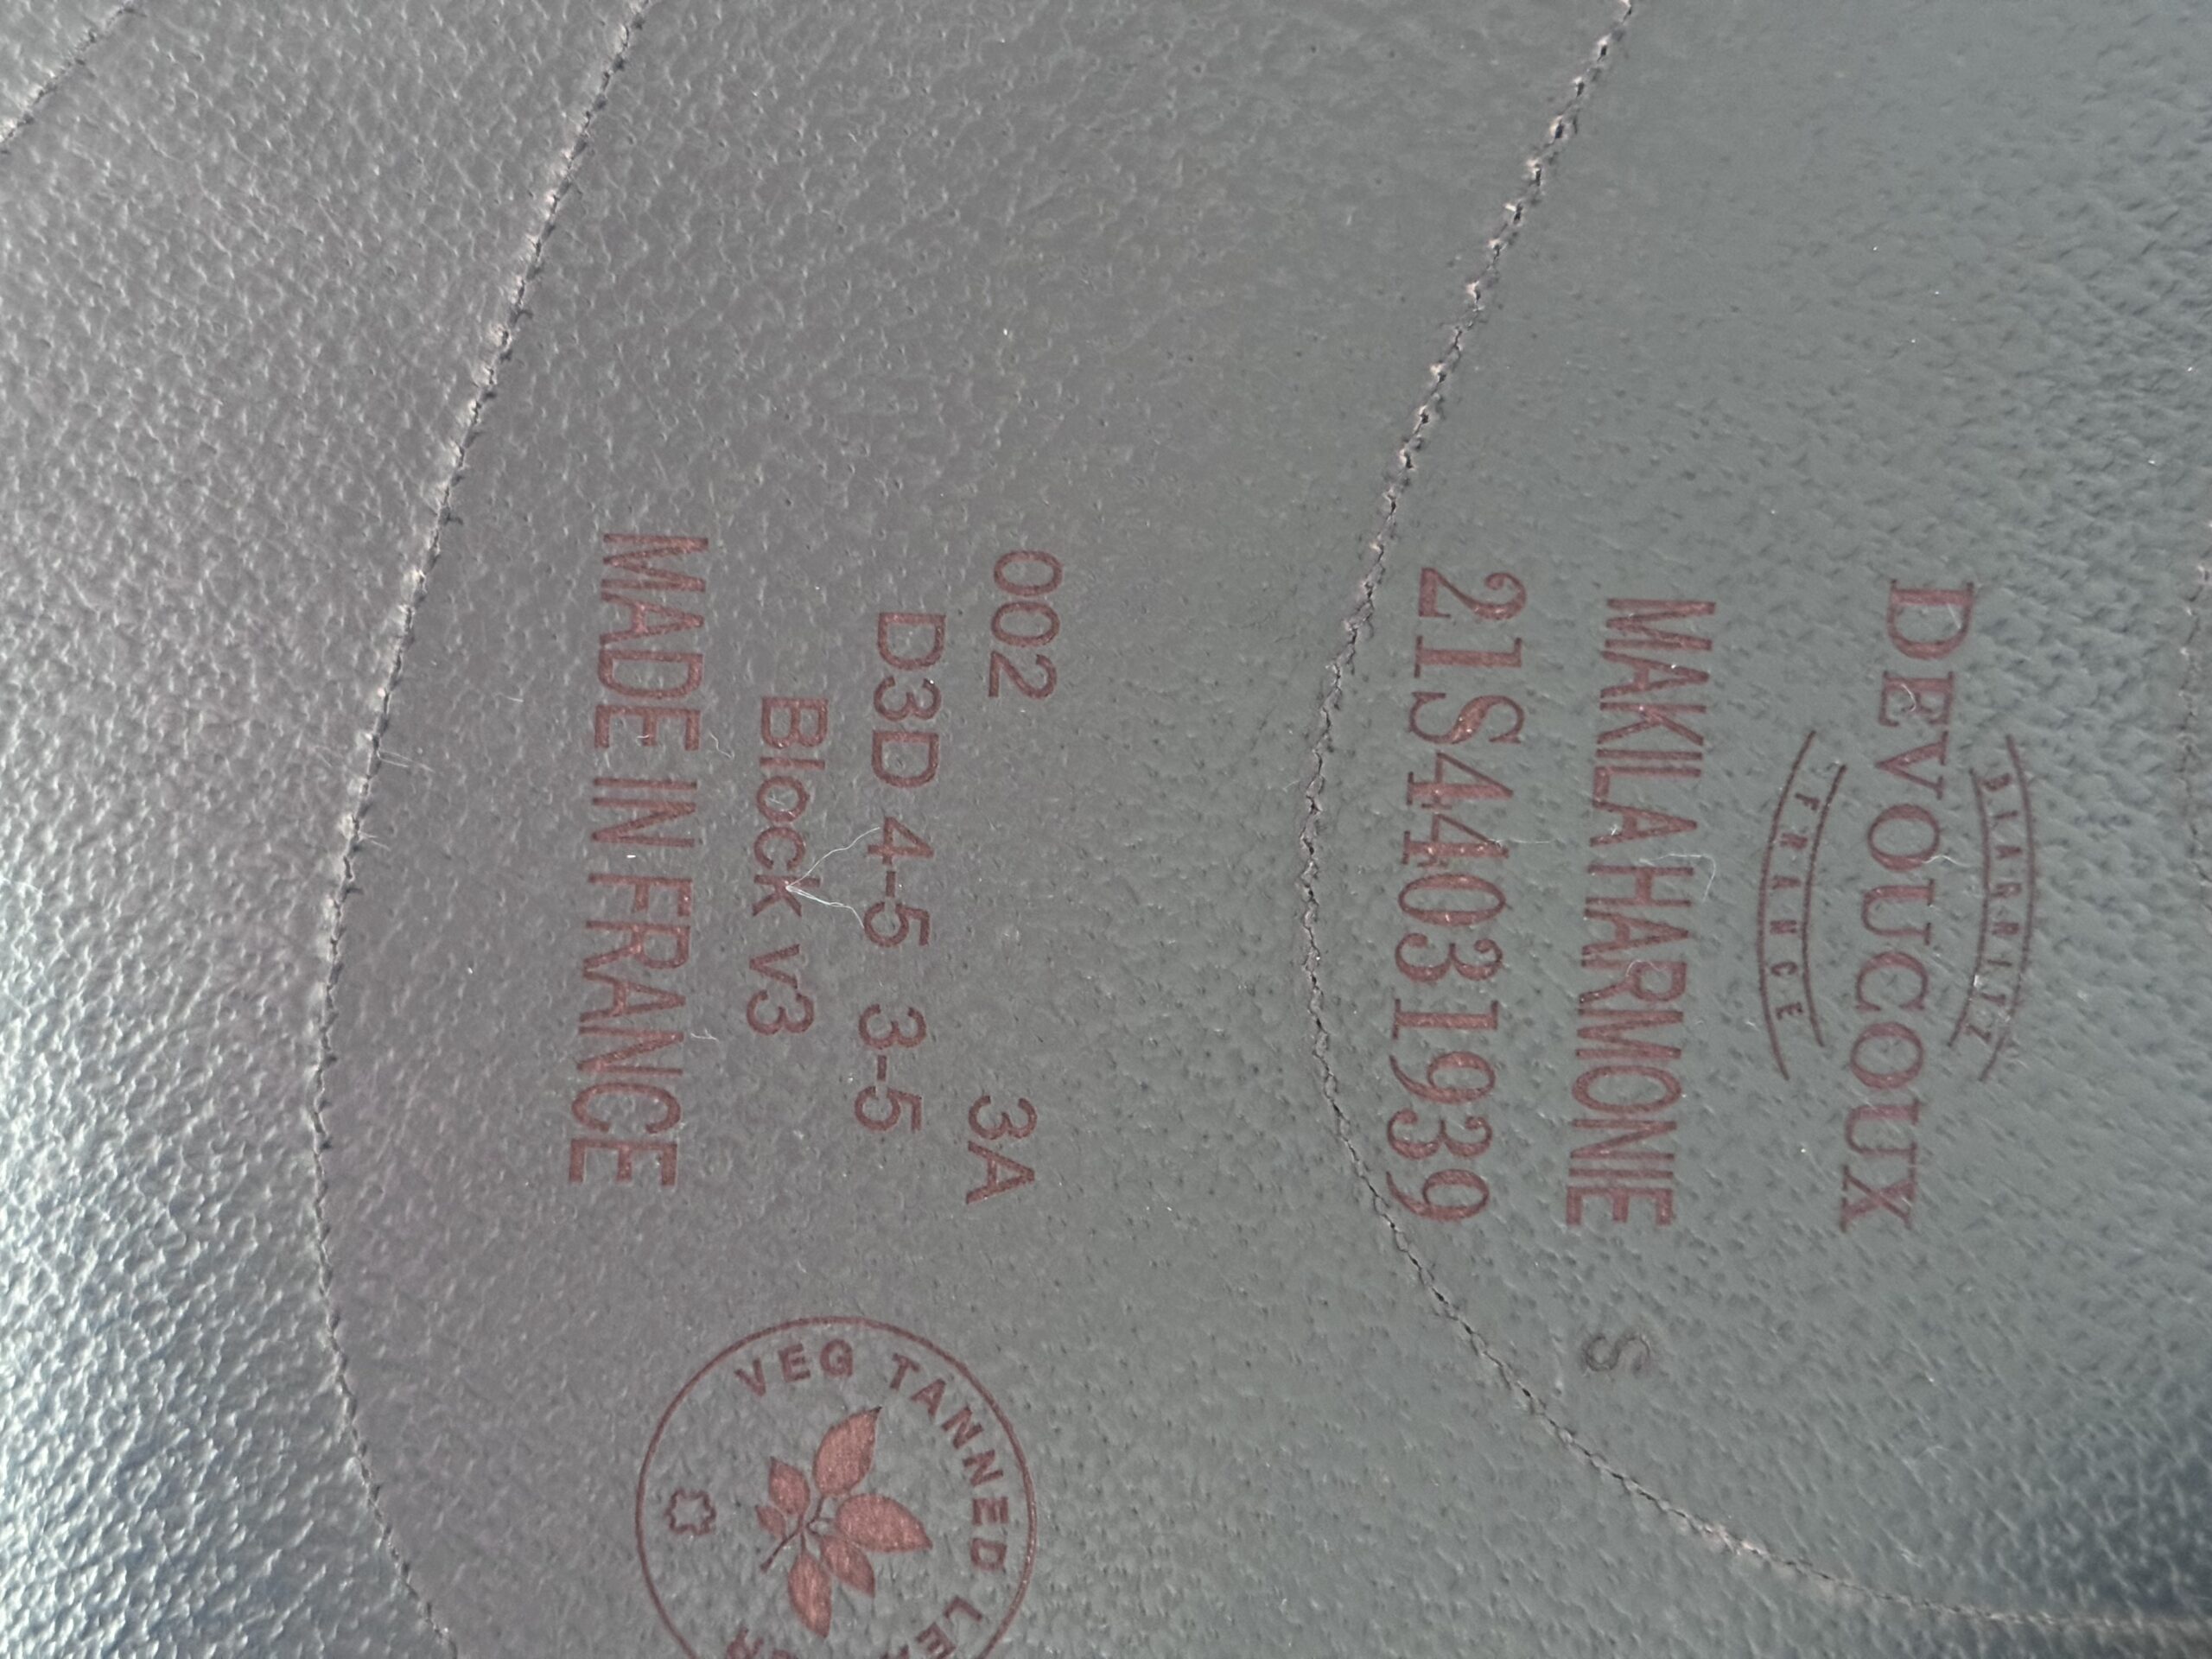 BIARRITZ
DEVOUCOUX
FRANCE
MAKILA HARMONIE S
21S44031939
002 3A
D3D 4-5 3-5
Block v3
MADE IN FRANCE
VEG TANNED